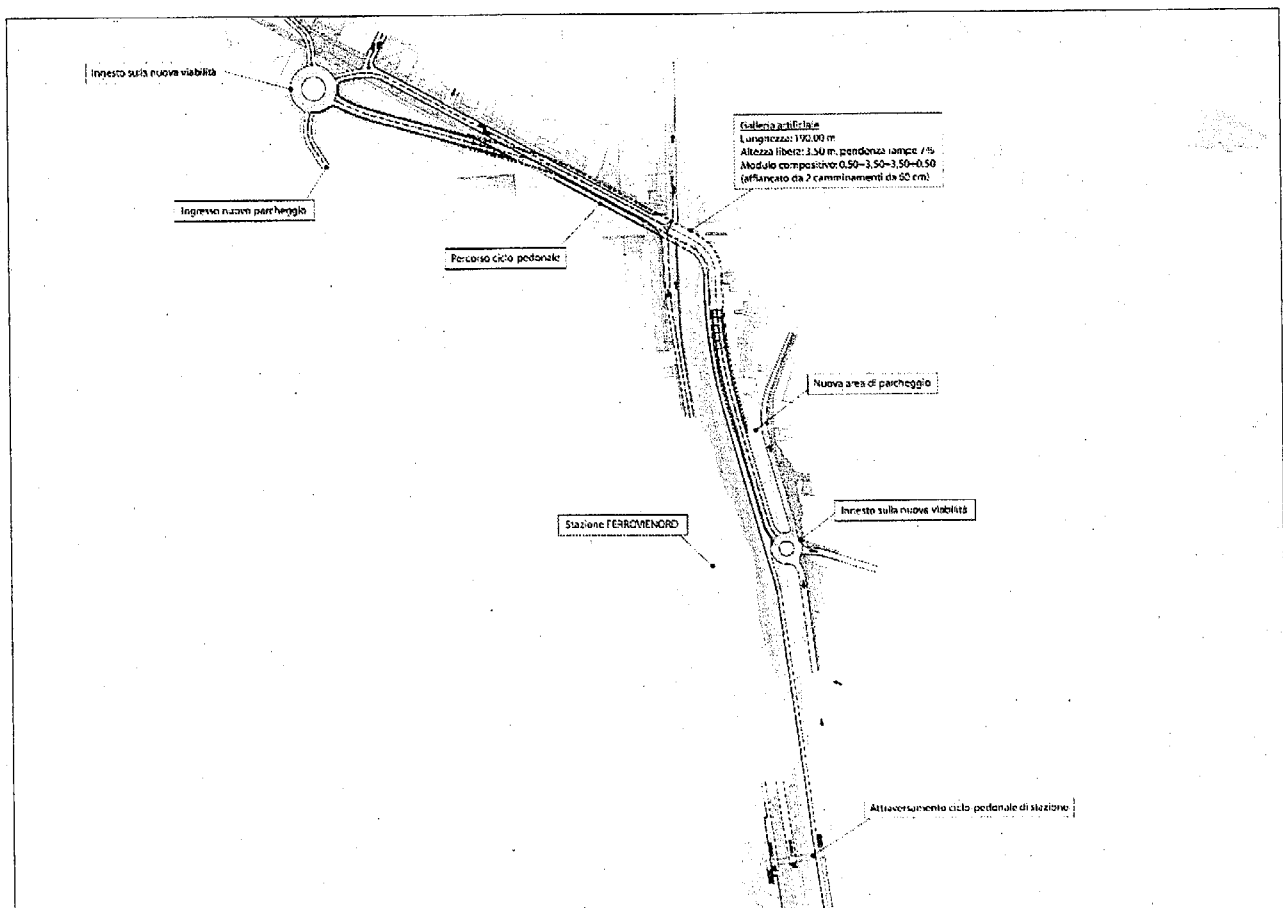 Innesto sulla nuova viabilità
Galleria artificiale
Lunghezza: 190.00 m
Altezza libera: 3.50 m, pendenza rampe 7%
Modulo compositivo: 0.50–3.50–3.50–0.50
(affiancato da 2 camminamenti da 60 cm)
Ingresso nuovo parcheggio
Percorso ciclo-pedonale
Nuova area di parcheggio
Innesto sulla nuova viabilità
Stazione FERROVIENORD
Attraversamento ciclo-pedonale di stazione